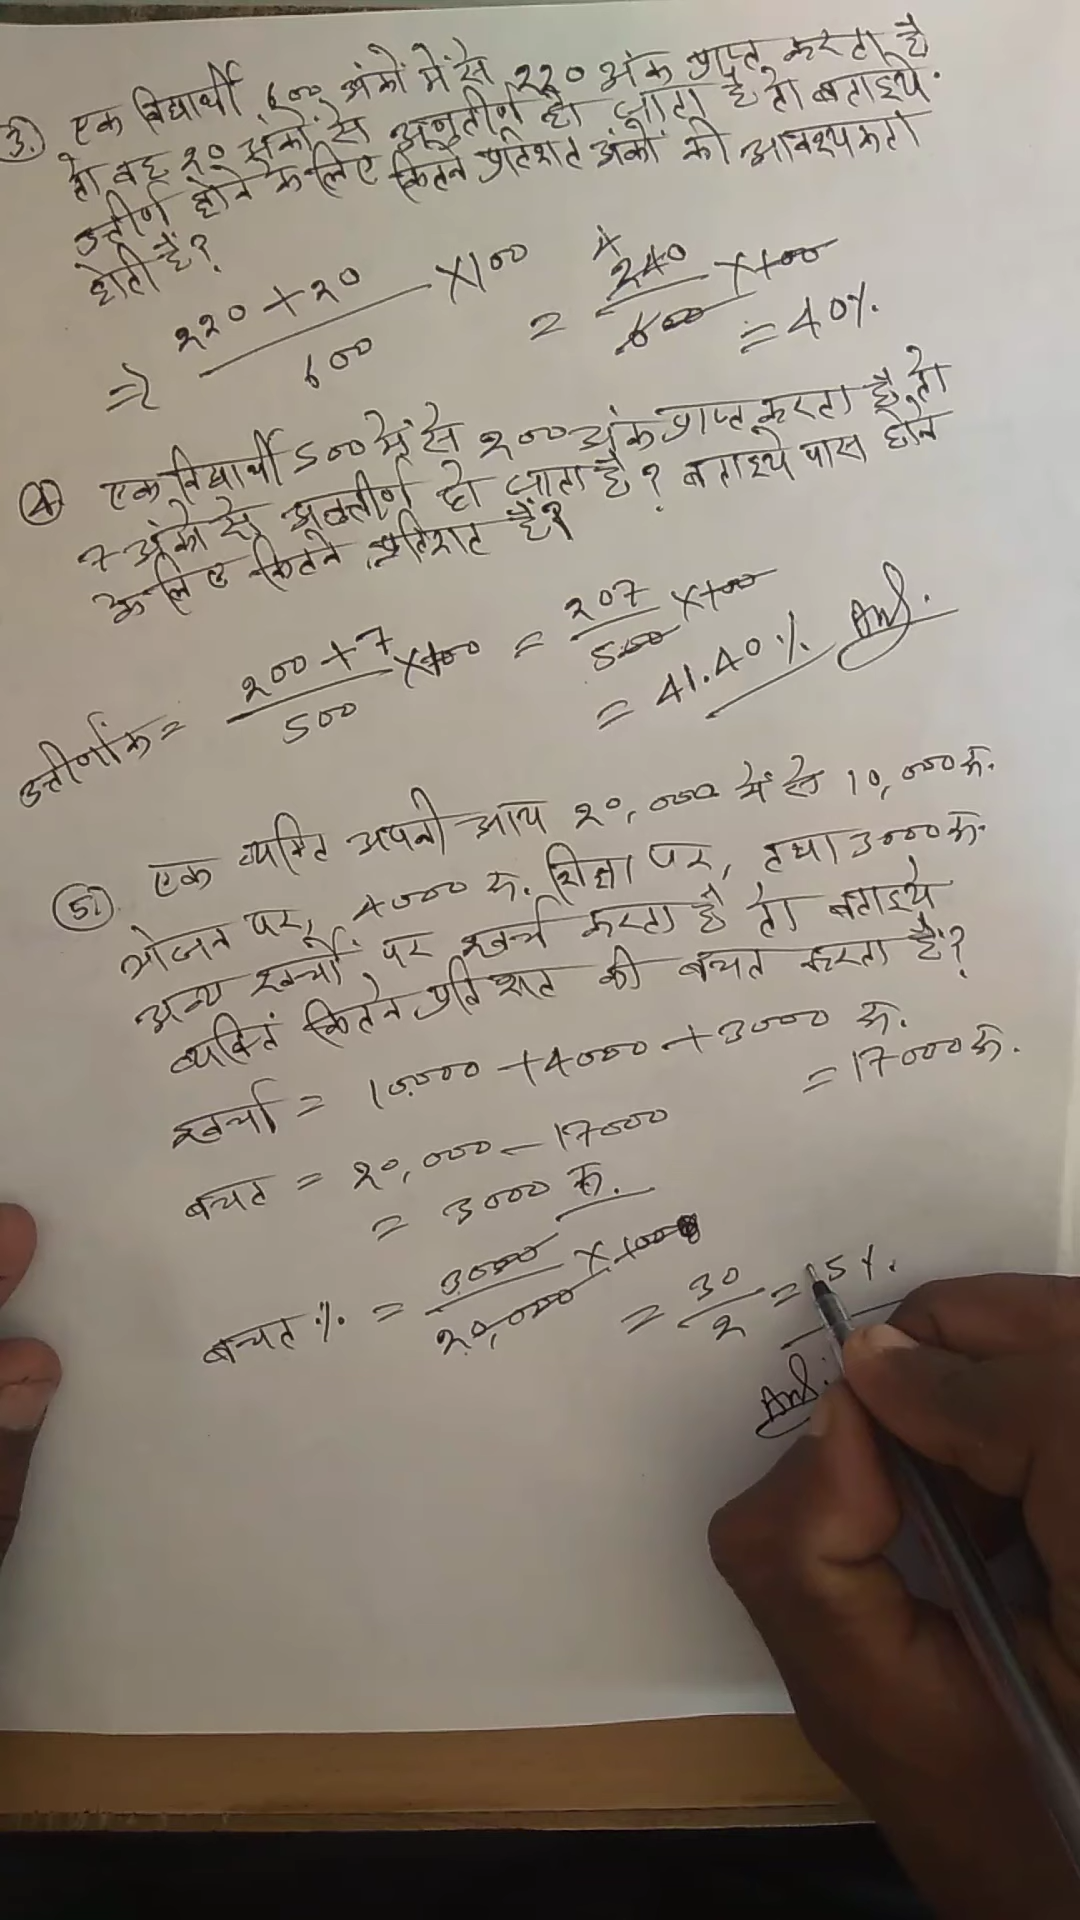 3. एक विद्यार्थी 600 अंकों में से 220 अंक प्राप्त करता है
तो वह 20 अंकों से अनुतीर्ण हो जाता है तो बताइये
उत्तीर्ण होने के लिए कितने प्रतिशत अंकों की आवश्यकता
होती है?
=> 220 + 20 / 600 × 100 = 240 / 600 × 100
4
= 40%
4 एक विद्यार्थी 500 में से 200 अंक प्राप्त करता है, तो
7 अंकों से अनुतीर्ण हो जाता है? बताइये पास होने
के लिए कितने प्रतिशत हैं?
उत्तीर्णांक = 200 + 7 / 500 × 100 = 207 / 500 × 100
= 41.40% Ans.
5. एक व्यक्ति अपनी आय 20,000 में से 10,000 रु.
भोजन पर, 4000 रु. शिक्षा पर, तथा 3000 रु.
अन्य खर्चों पर खर्च करता है तो बताइये
व्यक्ति कितने प्रतिशत की बचत करता है?
खर्चा = 10,000 + 4000 + 3000 रु.
= 17000 रु.
बचत = 20,000 - 17000
= 3000 रु.
बचत % = 3000 / 20,000 × 100 = 30 / 2 = 15%
Ans.